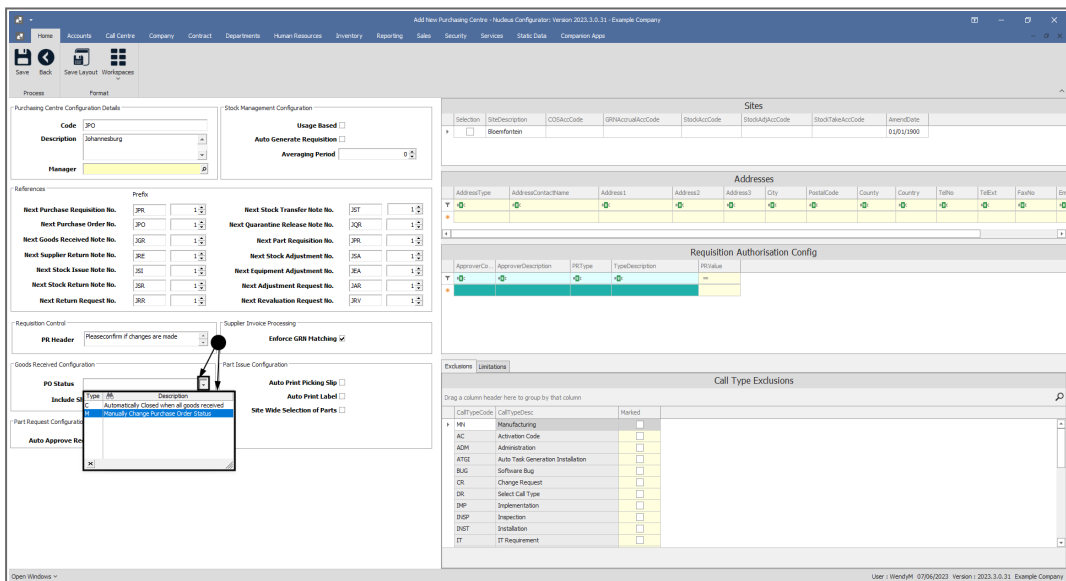 Add New Purchasing Centre - Nucleus Configurator: Version 2023.3.0.31 - Example Company
Home Accounts Call Centre Company Contract Departments Human Resources Inventory Reporting Sales Security Services Static Data Companion Apps
Save Back Save Layout Workspaces
Process Format
Purchasing Centre Configuration Details
Code JPO
Description Johannesburg
Manager
Stock Management Configuration
Usage Based
Auto Generate Requisition
Averaging Period 0
References
Prefix
Next Purchase Requisition No. JPR 1 Next Stock Transfer Note No. JST 1
Next Purchase Order No. JPO 1 Next Quarantine Release Note No. JQR 1
Next Goods Received Note No. JGR 1 Next Part Requisition No. JPR 1
Next Supplier Return Note No. JRE 1 Next Stock Adjustment No. JSA 1
Next Stock Issue Note No. JSI 1 Next Equipment Adjustment No. JEA 1
Next Stock Return Note No. JSR 1 Next Adjustment Request No. JAR 1
Next Return Request No. JRR 1 Next Revaluation Request No. JRV 1
Requisition Control
PR Header Pleaseconfirm if changes are made
Supplier Invoice Processing
Enforce GRN Matching
Goods Received Configuration
PO Status
Include Sh
Type Description
C Automatically Closed when all goods received
M Manually Change Purchase Order Status
Part Issue Configuration
Auto Print Picking Slip
Auto Print Label
Site Wide Selection of Parts
Part Request Configuratio
Auto Approve Re
Sites
Selection SiteDescription COSAccCode GRNAccrualAccCode StockAccCode StockAdjAccCode StockTakeAccCode AmendDate
Bloemfontein 01/01/1900
Addresses
AddressType AddressContactName Address1 Address2 Address3 City PostalCode County Country TelNo TelExt FaxNo Em
Requisition Authorisation Config
ApproverCo... ApproverDescription PRType TypeDescription PRValue
=
Exclusions Limitations
Call Type Exclusions
Drag a column header here to group by that column
CallTypeCode CallTypeDesc Marked
MN Manufacturing
AC Activation Code
ADM Administration
ATGI Auto Task Generation Installation
BUG Software Bug
CR Change Request
DR Select Call Type
IMP Implementation
INSP Inspection
INST Installation
IT IT Requirement
Open Windows User : WendyM 07/06/2023 Version : 2023.3.0.31 Example Company